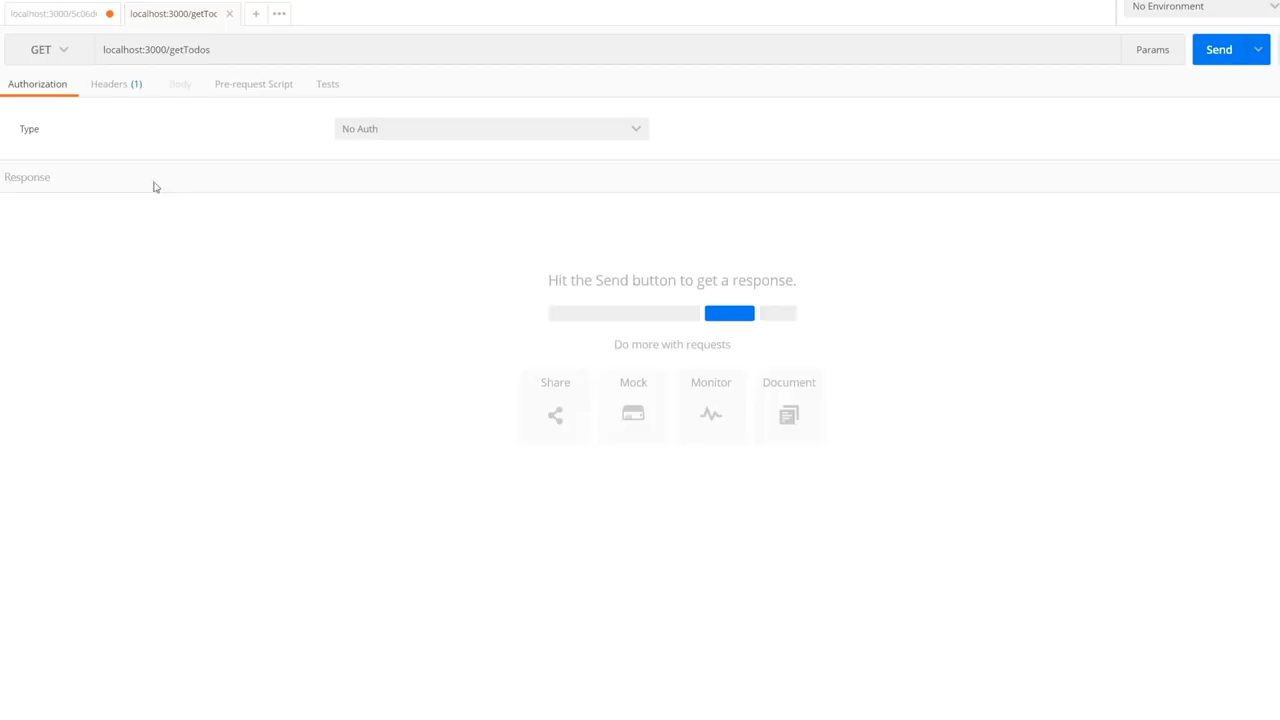 localhost:3000/5c06d localhost:3000/getToc No Environment
GET localhost:3000/getTodos Params Send
Authorization Headers (1) Body Pre-request Script Tests
Type No Auth
Response
Hit the Send button to get a response.
Do more with requests
Share Mock Monitor Document